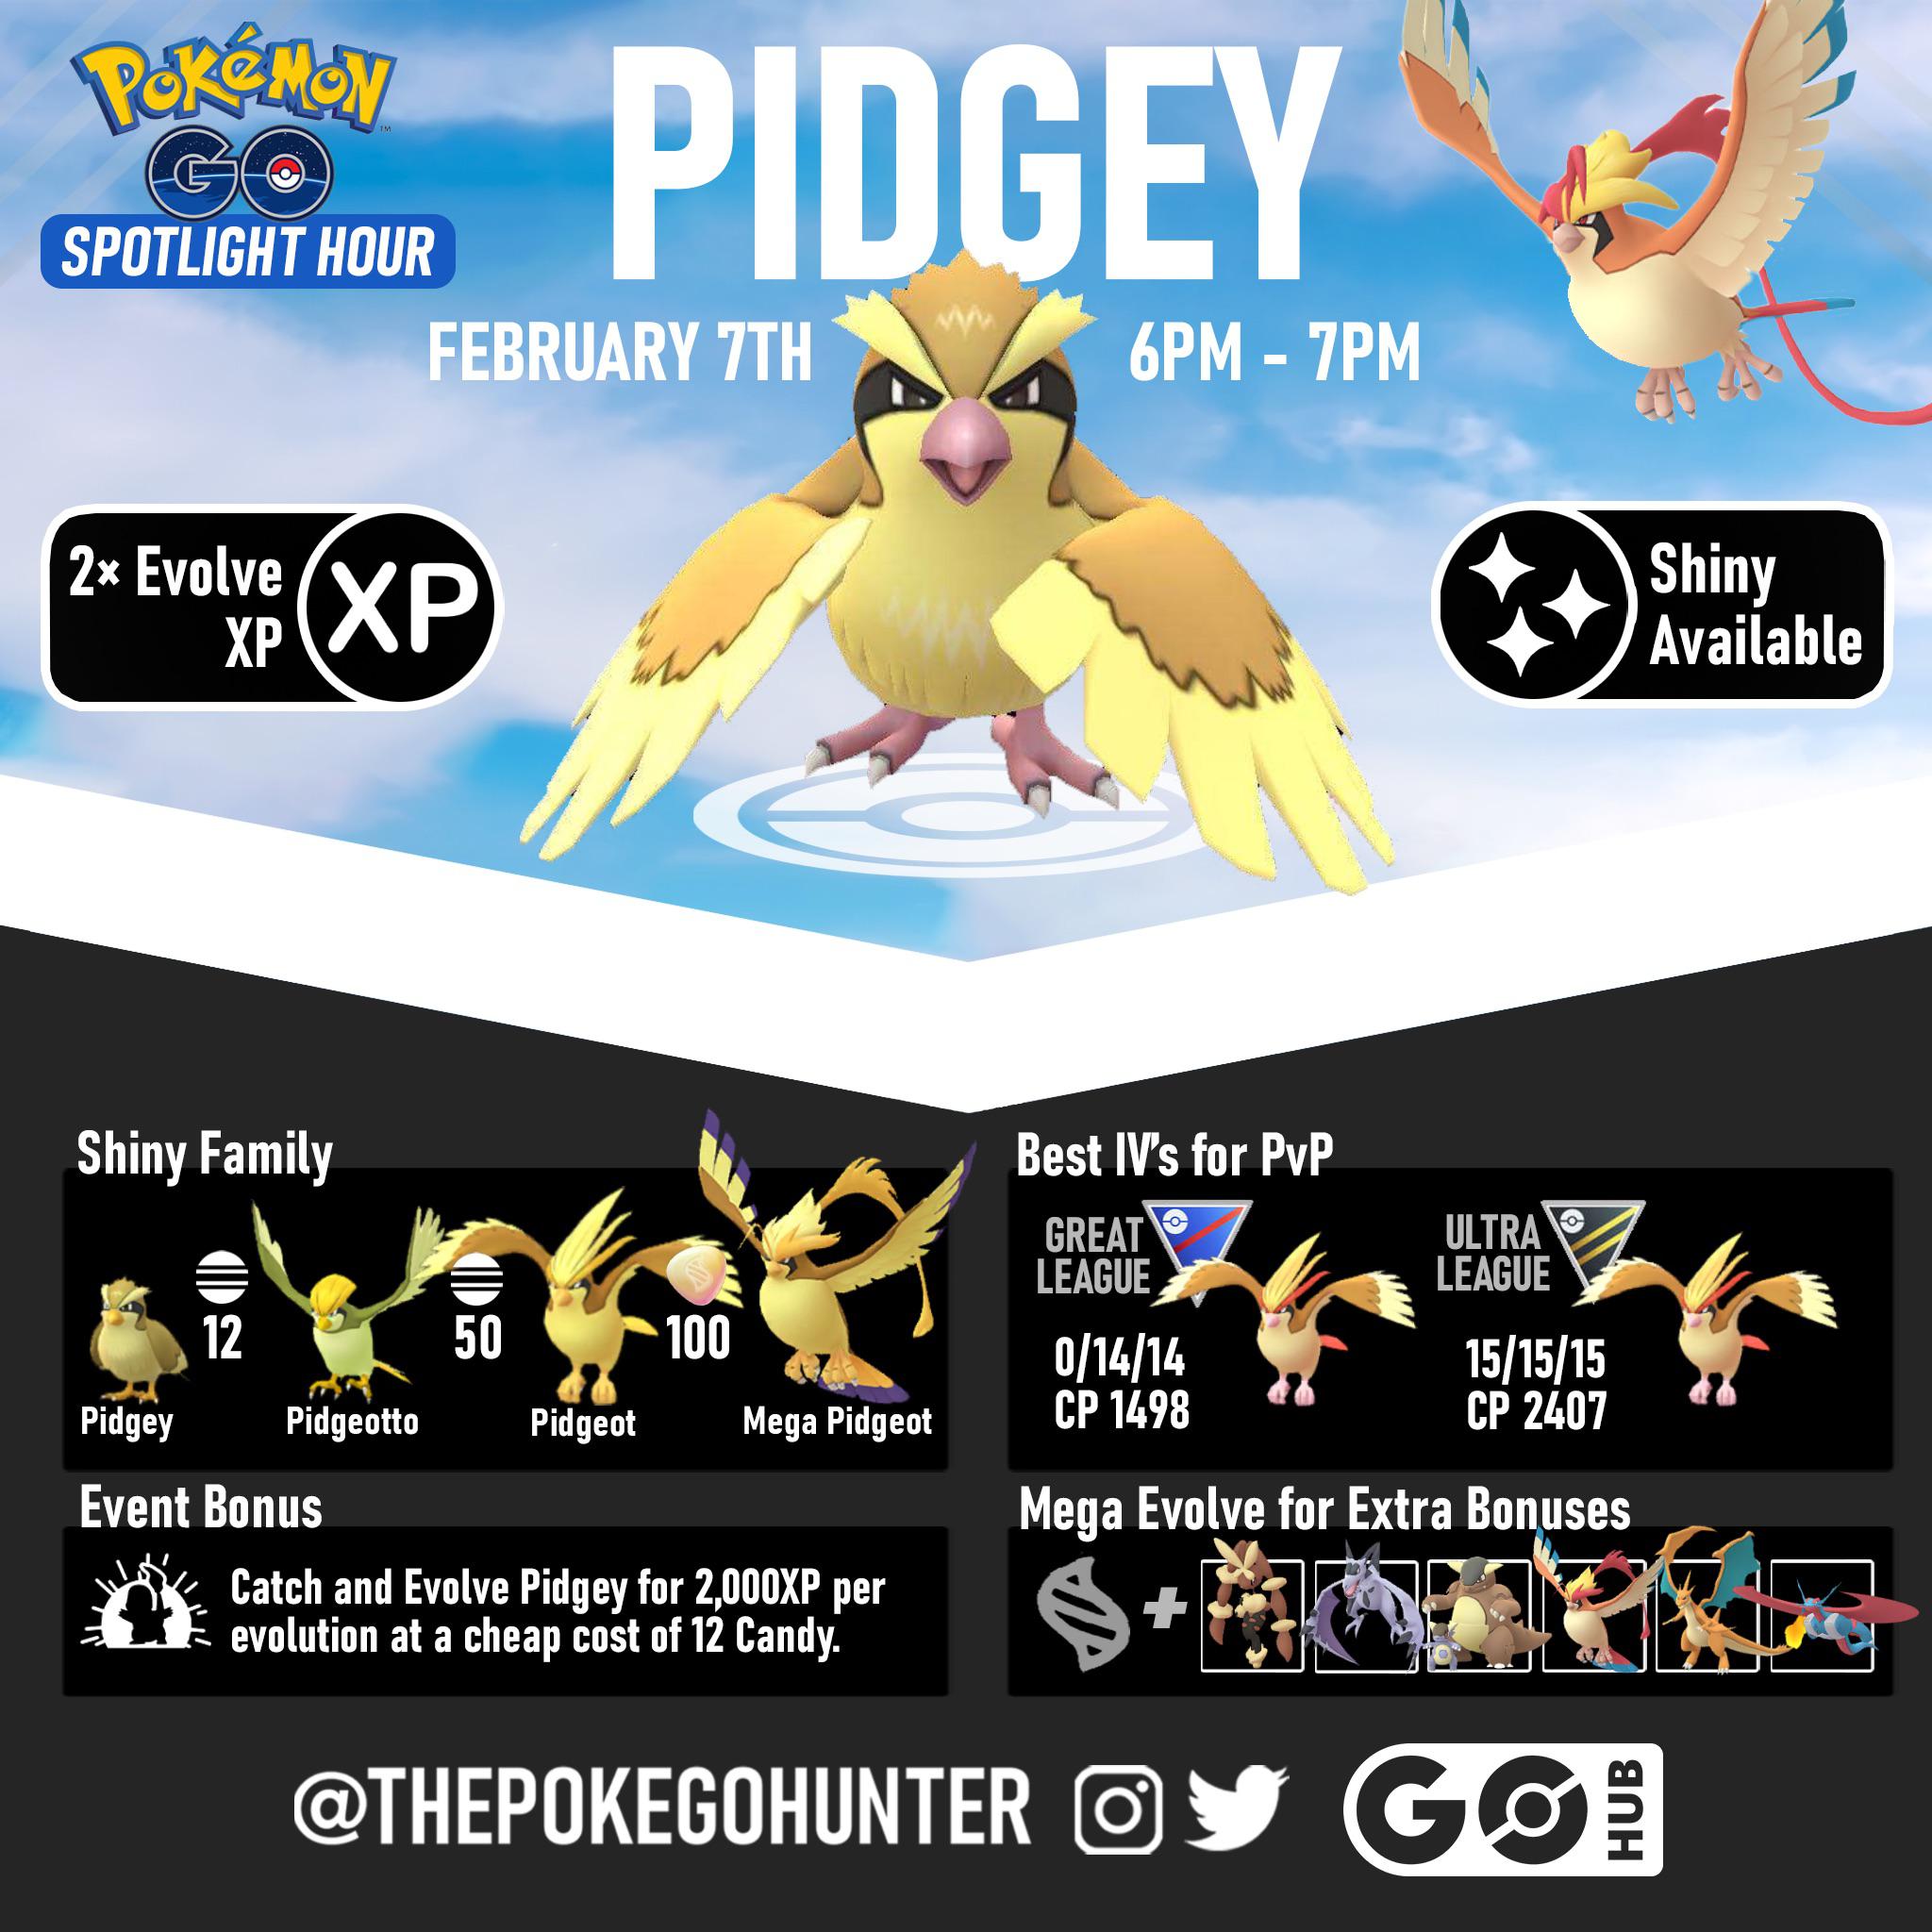 POKéMON™
GO
SPOTLIGHT HOUR
PIDGEY
FEBRUARY 7TH
6PM - 7PM
2× Evolve
XP
XP
Shiny
Available
Shiny Family
12
50
100
Pidgey
Pidgeotto
Pidgeot
Mega Pidgeot
Best IV's for PvP
GREAT
LEAGUE
0/14/14
CP 1498
ULTRA
LEAGUE
15/15/15
CP 2407
Event Bonus
Catch and Evolve Pidgey for 2,000XP per
evolution at a cheap cost of 12 Candy.
Mega Evolve for Extra Bonuses
+
@THEPOKEGOHUNTER
GO HUB